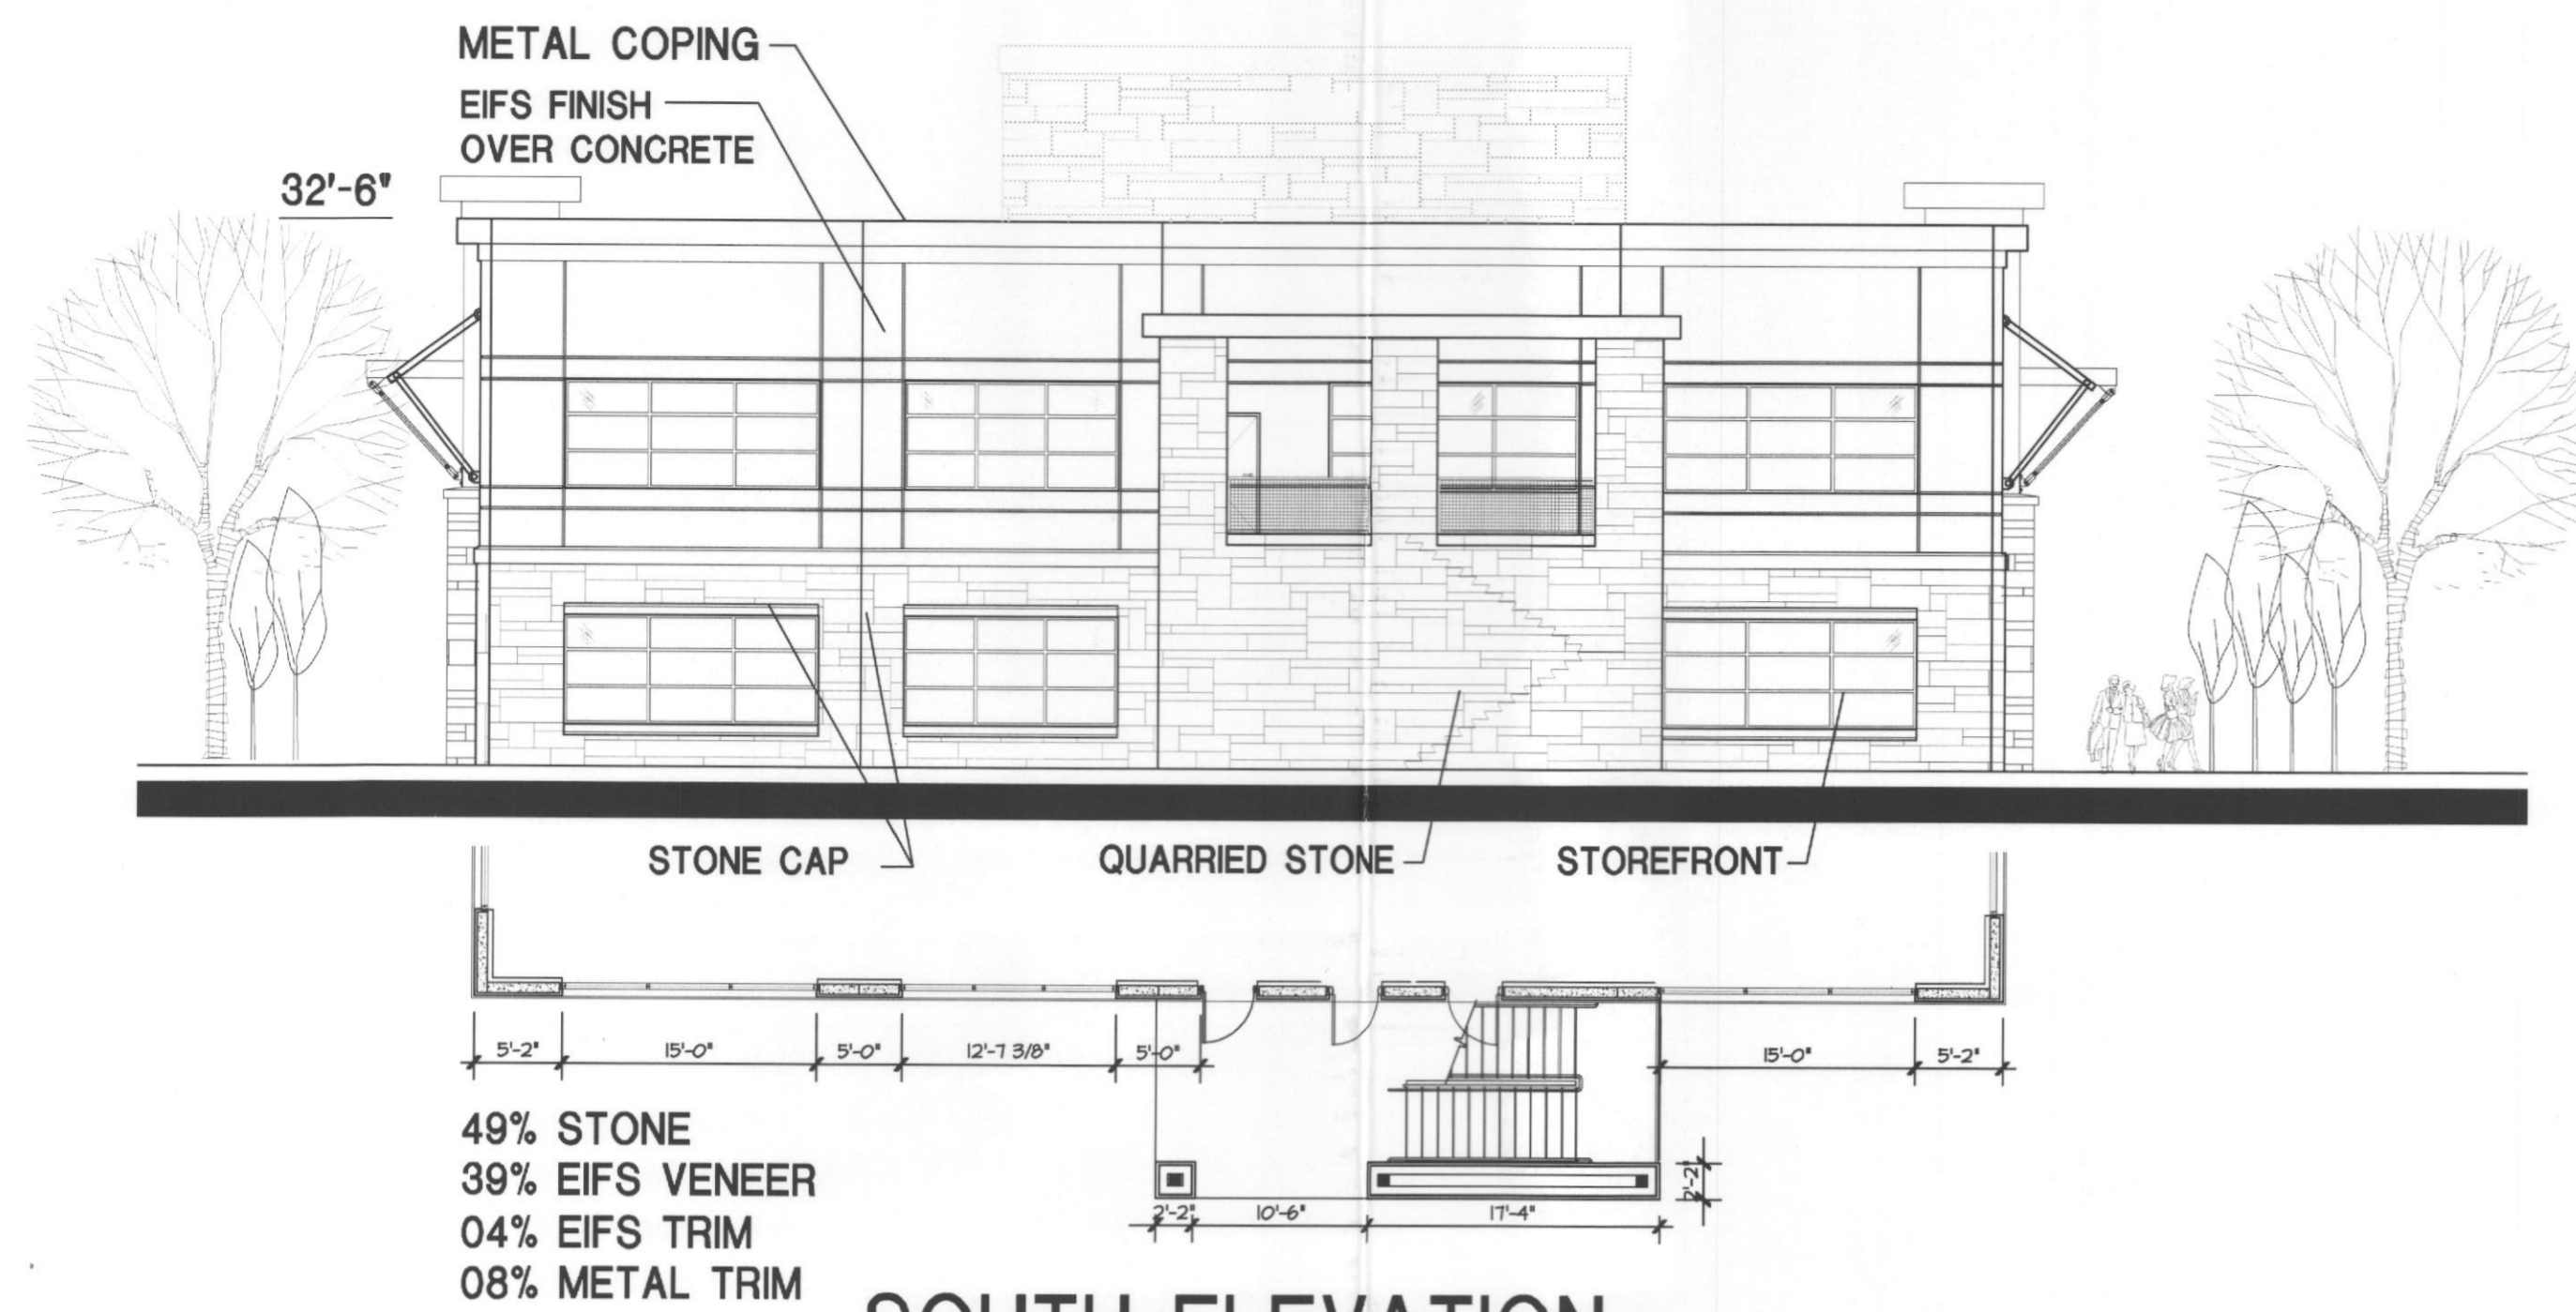 METAL COPING
EIFS FINISH
OVER CONCRETE
32'-6"
STONE CAP
QUARRIED STONE
STOREFRONT
5'-2"
15'-0"
5'-0"
12'-7 3/8"
5'-0"
15'-0"
5'-2"
2'-2"
2'-2"
10'-6"
17'-4"
49% STONE
39% EIFS VENEER
04% EIFS TRIM
08% METAL TRIM
SOUTH ELEVATION